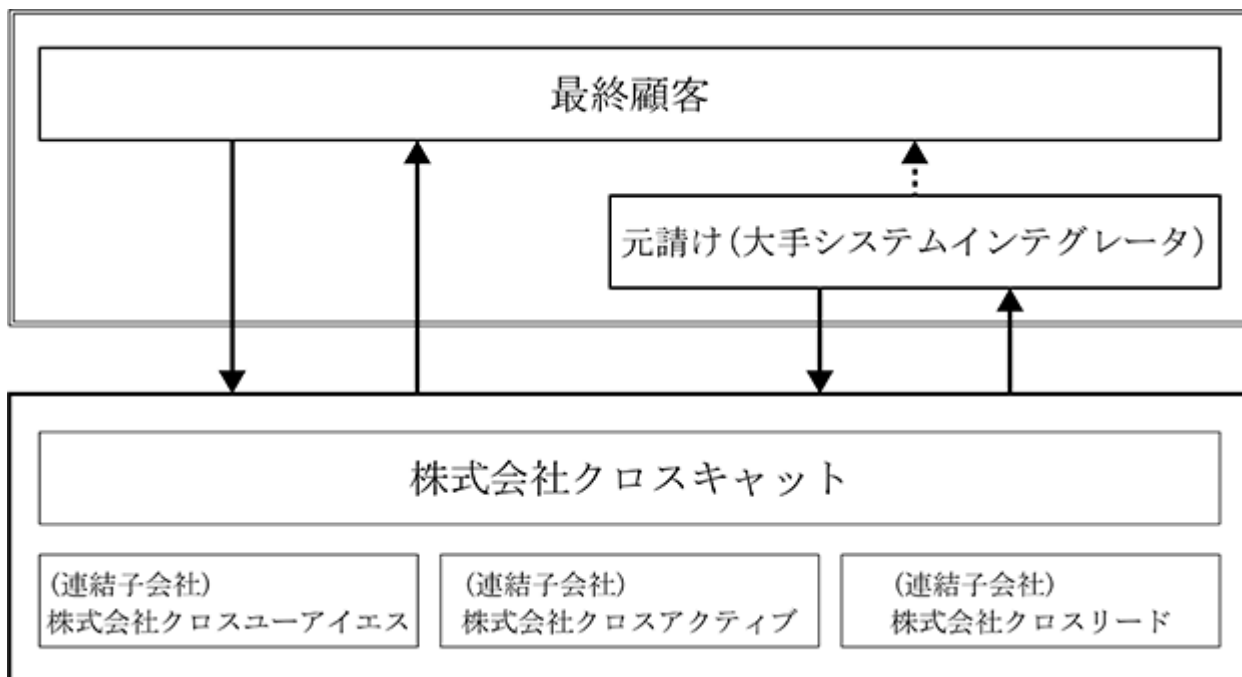 最終顧客
元請け(大手システムインテグレータ)
株式会社クロスキャット
(連結子会社)
株式会社クロスユーアイエス
(連結子会社)
株式会社クロスアクティブ
(連結子会社)
株式会社クロスリード